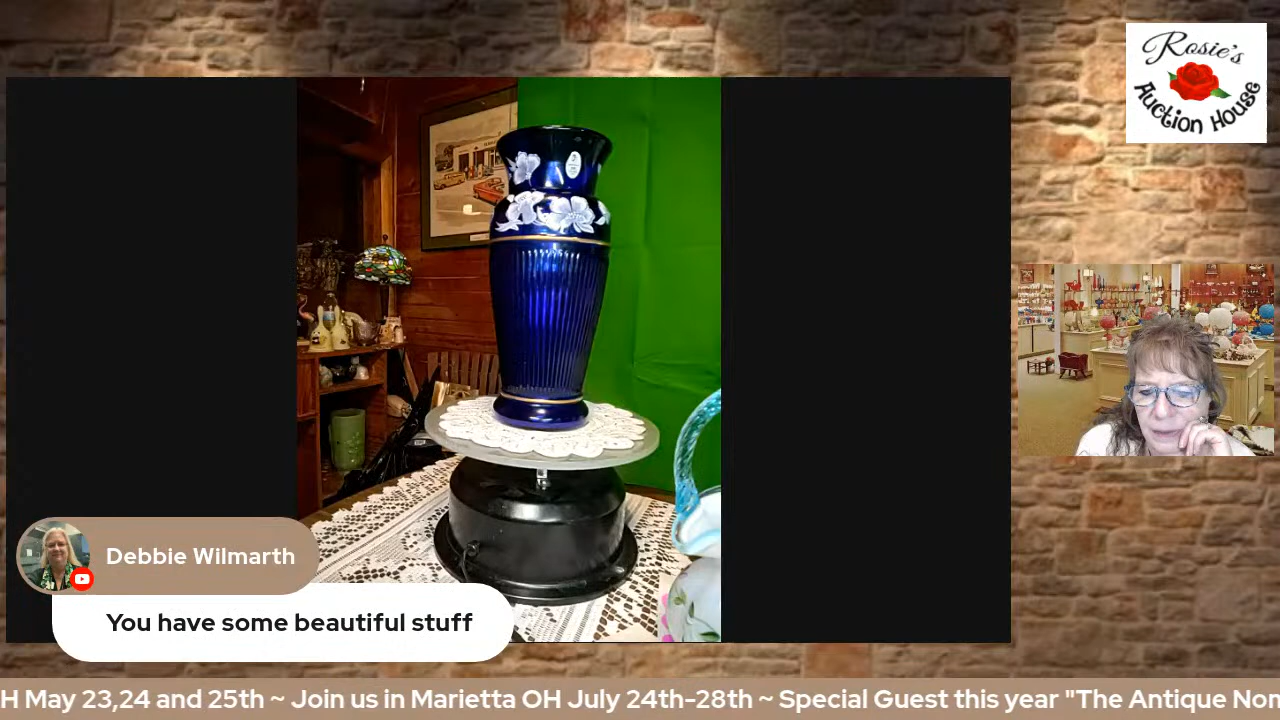 Rosie's
Auction House
Debbie Wilmarth
You have some beautiful stuff
H May 23,24 and 25th ~ Join us in Marietta OH July 24th-28th ~ Special Guest this year "The Antique Nor